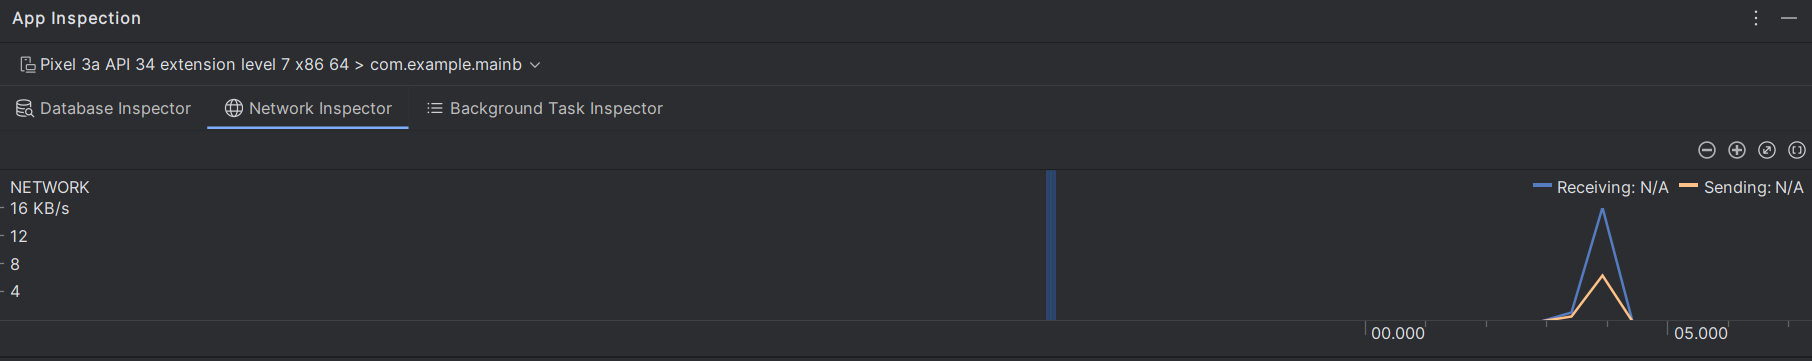 App Inspection
Pixel 3a API 34 extension level 7 x86 64 > com.example.mainb
Database Inspector Network Inspector Background Task Inspector
NETWORK Receiving: N/A Sending: N/A
16 KB/s
12
8
4
00.000 05.000